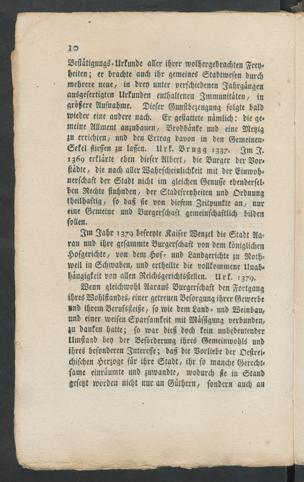 10
Bestätigungs-Urkunde aller ihrer wolhergebrachten Frey-
heiten; er brachte auch ihr gemeines Stadtwesen durch
mehrere neue, in drey unter verschiedenen Jahrgängen
ausgefertigten Urkunden enthaltenen Immunitäten, in
größere Aufnahme. Dieser Gunstbezeugung folgte bald
wieder eine andere nach. Er gestattete nämlich: die ge-
meine Allment anzubauen, Brodbänke und eine Metzig
zu errichten, und den Ertrag davon in den Gemeinen-
Sekel fliessen zu lassen. Urk. Brugg 1337. Im J.
1369 erklärte eben dieser Albert, die Burger der Vor-
städte, die nach aller Wahrscheinlichkeit mit der Einwoh-
nerschaft der Stadt nicht im gleichen Genusse ebendersel-
ben Rechte stuhnden, der Stadtfreyheiten und Ordnung
theilhaftig, so daß sie von diesem Zeitpunkte an, nur
eine Gemeine und Burgerschaft gemeinschaftlich bilden
sollen.
Im Jahr 1379 befreyte Kaiser Wenzel die Stadt Aa-
rau und ihre gesammte Burgerschaft von dem königlichen
Hofgerichte, von dem Hof- und Landgerichte zu Roth-
weil in Schwaben, und ertheilte die vollkommene Unab-
hängigkeit von allen Reichsgerichtsstellen. Urk. 1379.
Wenn gleichwohl Aaraus Burgerschaft den Fortgang
ihres Wohlstandes, einer getreuen Besorgung ihrer Gewerbe
und ihrem Berufsfleiße, so wie dem Land- und Weinbau,
und einer weisen Sparsamkeit mit Mässigung verbunden,
zu danken hatte; so war dieß doch kein unbedeutender
Umstand bey der Beförderung ihres Gemeinwohls und
ihres besonderen Interesse; daß die Vorliebe der Oestrei-
chischen Herzoge für ihre Stadt, ihr so manche Gerecht-
same einräumte und zuwandte, wodurch sie in Stand
gesetzt worden nicht nur an Güthern, sondern auch an